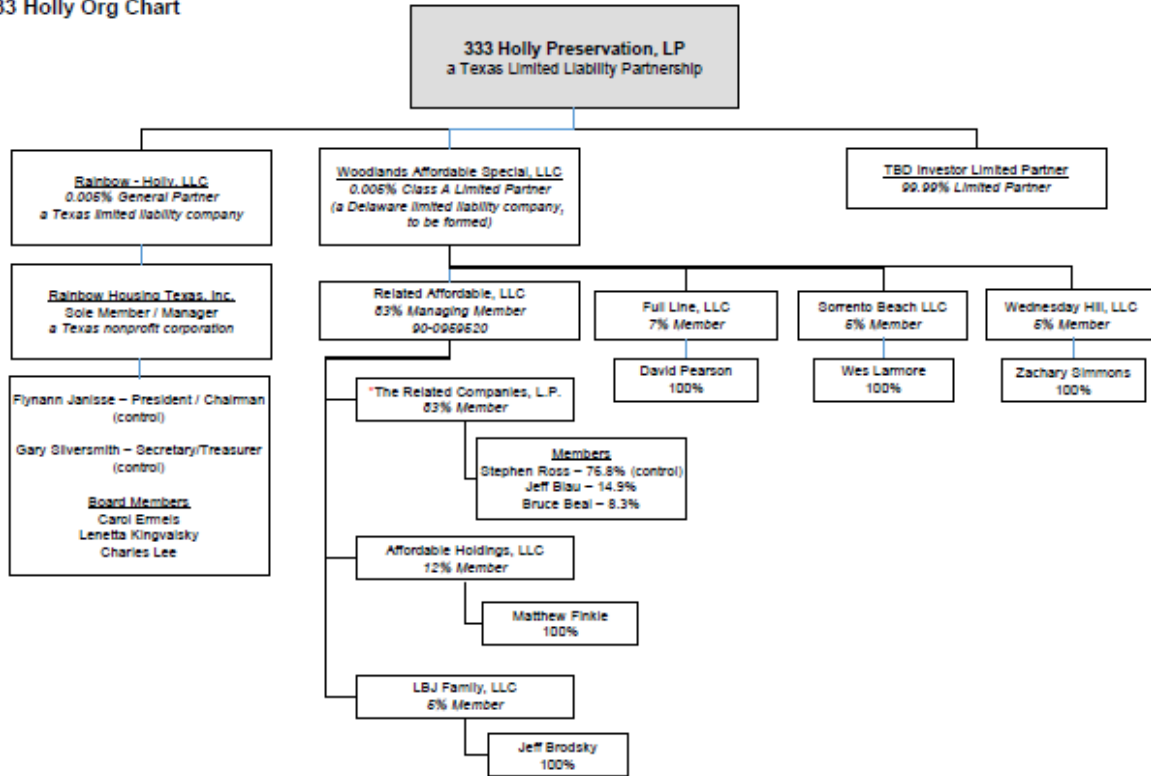 33 Holly Org Chart
333 Holly Preservation, LP
a Texas Limited Liability Partnership
Rainbow - Holly, LLC
0.005% General Partner
a Texas limited liability company
Woodlands Affordable Special, LLC
0.005% Class A Limited Partner
(a Delaware limited liability company,
to be formed)
TBD Investor Limited Partner
99.99% Limited Partner
Rainbow Housing Texas, Inc.
Sole Member / Manager
a Texas nonprofit corporation
Related Affordable, LLC
83% Managing Member
90-0959520
Full Line, LLC
7% Member
Sorrento Beach LLC
5% Member
Wednesday Hill, LLC
5% Member
David Pearson
100%
Wes Larmore
100%
Zachary Simmons
100%
Flynann Janisse – President / Chairman
(control)
Gary Silversmith – Secretary/Treasurer
(control)
Board Members
Carol Ermels
Lenetta Kingvalsky
Charles Lee
*The Related Companies, L.P.
83% Member
Members
Stephen Ross – 76.8% (control)
Jeff Blau – 14.9%
Bruce Beal – 8.3%
Affordable Holdings, LLC
12% Member
Matthew Finkle
100%
LBJ Family, LLC
5% Member
Jeff Brodsky
100%